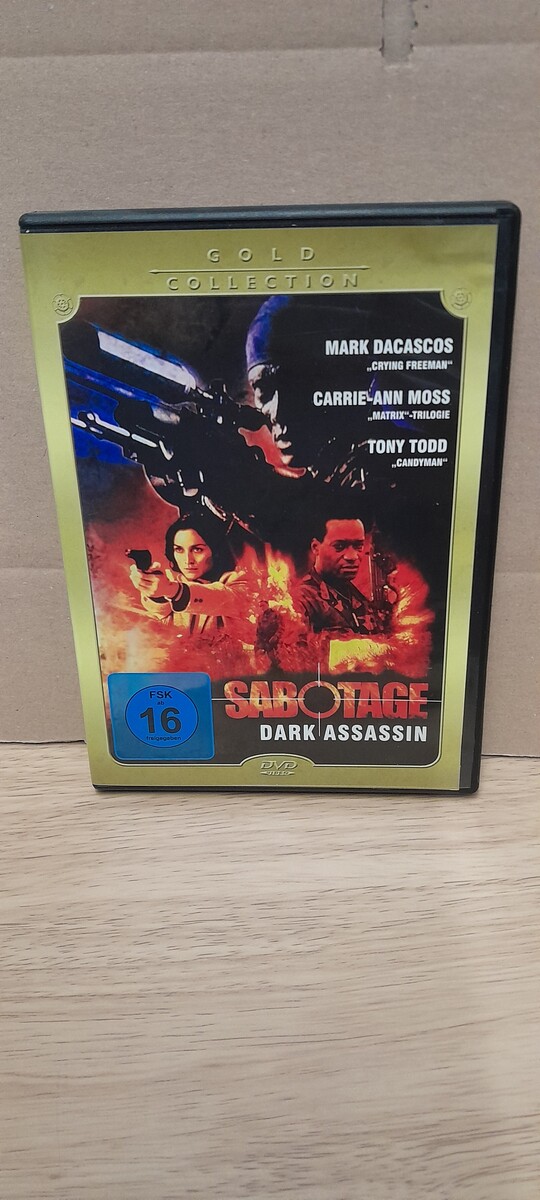 GOLD
COLLECTION
MARK DACASCOS
„CRYING FREEMAN“
CARRIE-ANN MOSS
„MATRIX“-TRILOGIE
TONY TODD
„CANDYMAN“
FSK
ab
16
freigegeben
SABOTAGE
DARK ASSASSIN
DVD